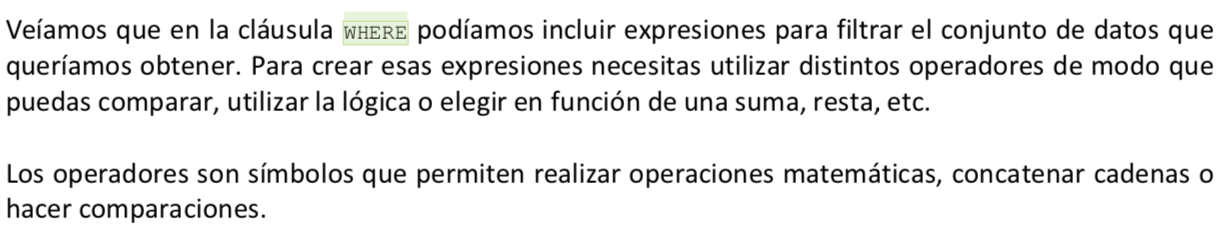 Veíamos que en la cláusula WHERE podíamos incluir expresiones para filtrar el conjunto de datos que
queríamos obtener. Para crear esas expresiones necesitas utilizar distintos operadores de modo que
puedas comparar, utilizar la lógica o elegir en función de una suma, resta, etc.
Los operadores son símbolos que permiten realizar operaciones matemáticas, concatenar cadenas o
hacer comparaciones.